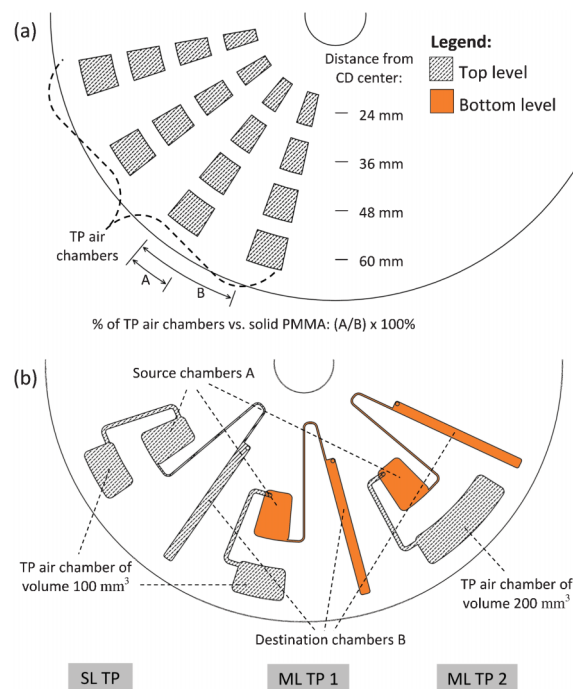 (a)
Distance from
CD center:
Legend:
Top level
Bottom level
24 mm
36 mm
48 mm
60 mm
TP air
chambers
A
B
% of TP air chambers vs. solid PMMA: (A/B) x 100%
(b)
Source chambers A
TP air chamber of
volume 100 mm³
TP air chamber of
volume 200 mm³
Destination chambers B
SL TP
ML TP 1
ML TP 2